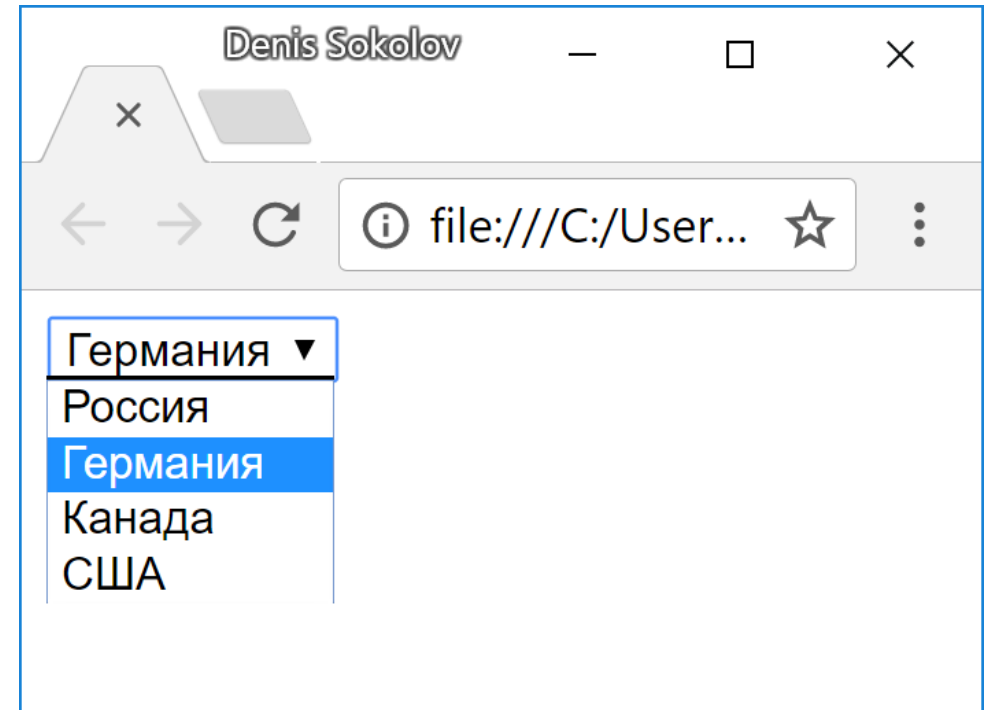 Denis Sokolov
file:///C:/User...
Германия
Россия
Германия
Канада
США